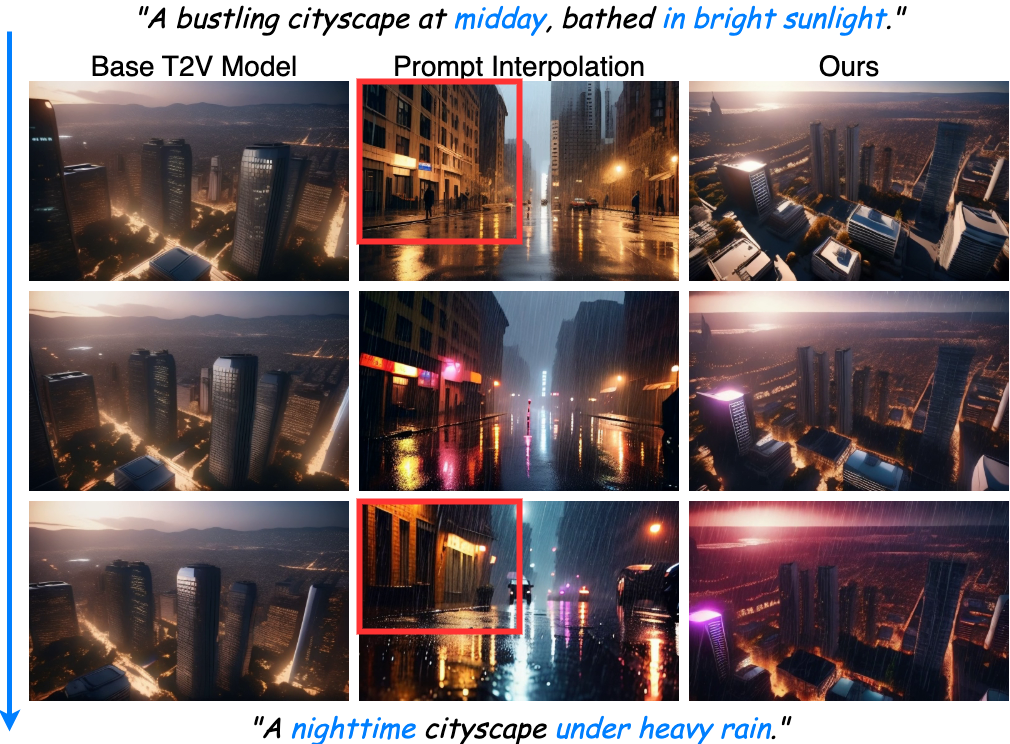 "A bustling cityscape at midday, bathed in bright sunlight."
Base T2V Model
Prompt Interpolation
Ours
"A nighttime cityscape under heavy rain."